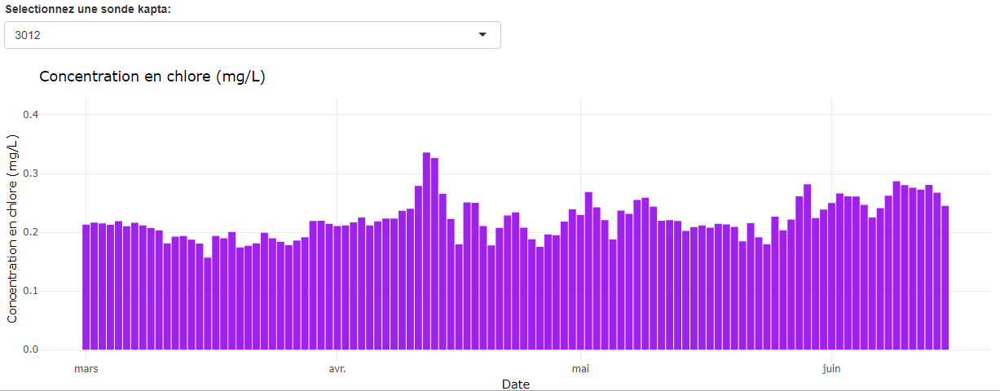 Selectionnez une sonde kapta:
3012
Concentration en chlore (mg/L)
Concentration en chlore (mg/L)
0.4
0.3
0.2
0.1
0.0
mars avr. mai juin
Date